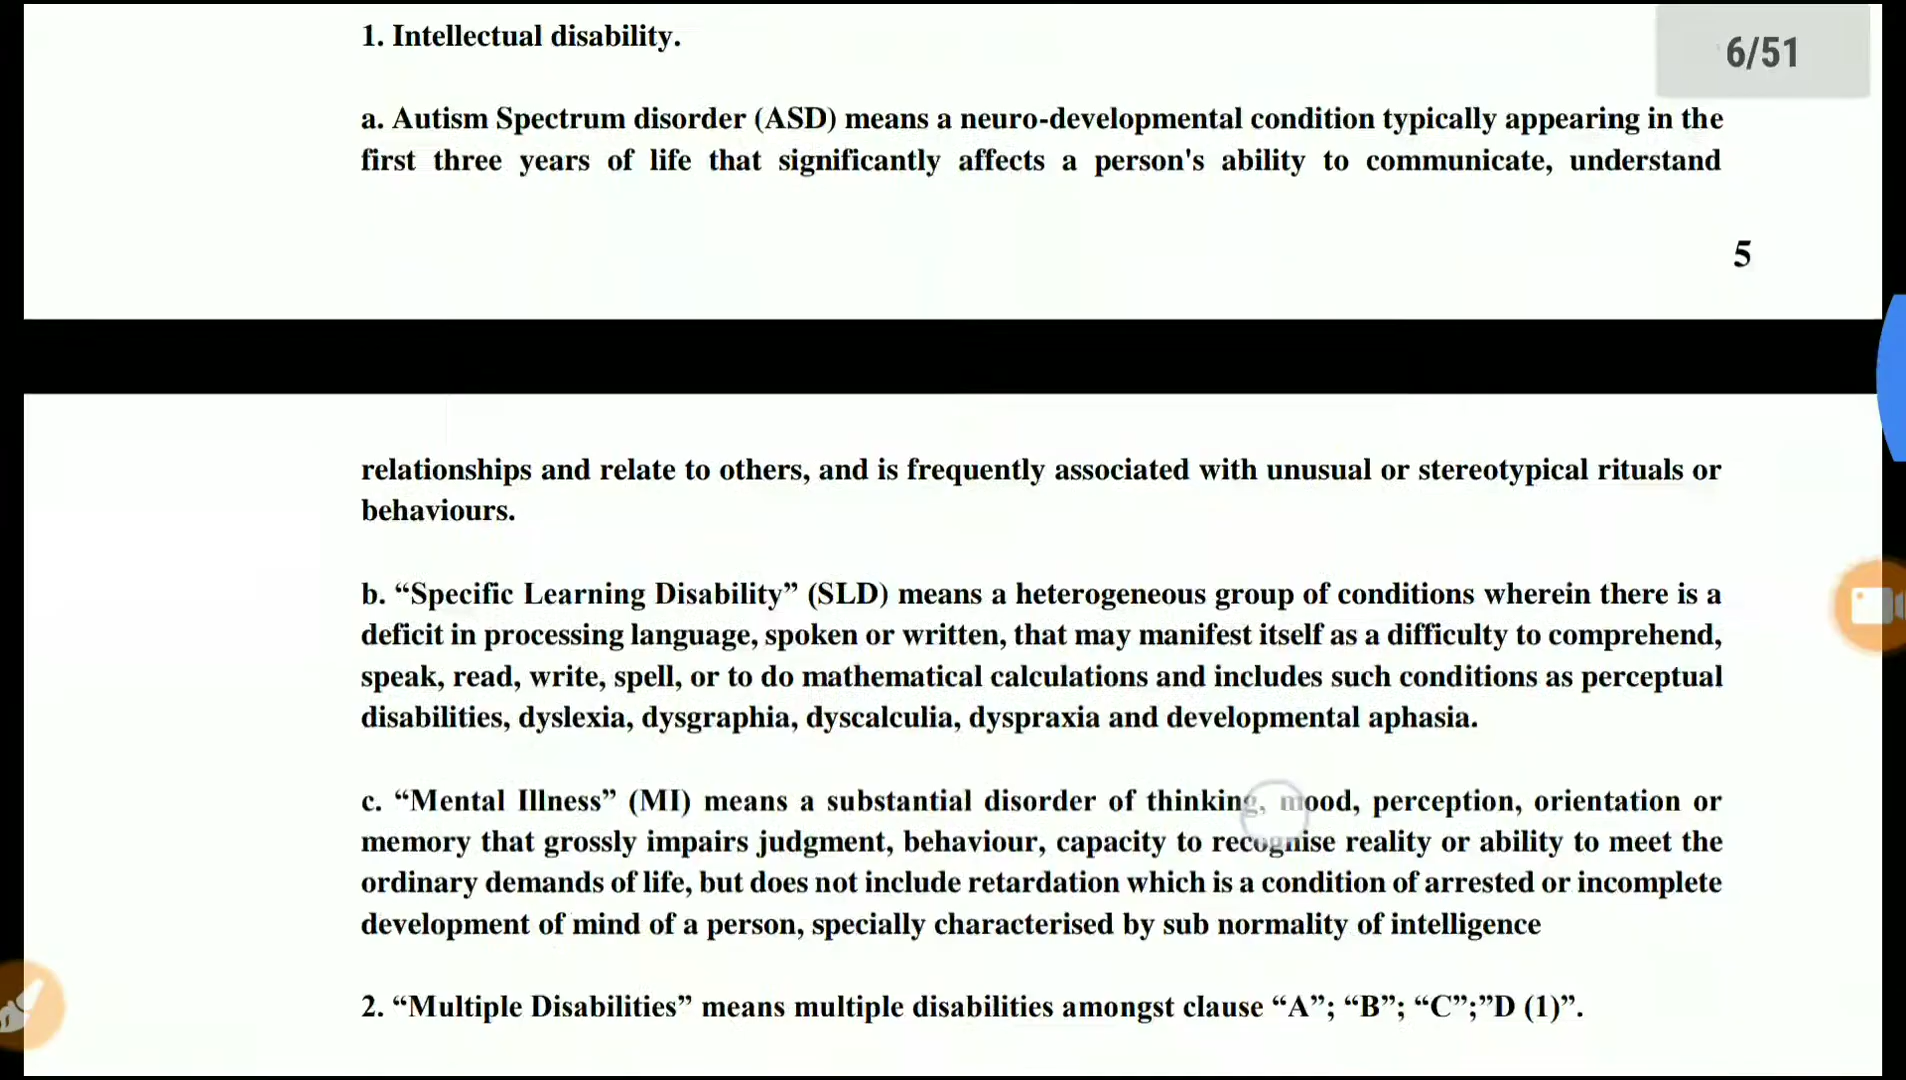 1. Intellectual disability.
6/51
a. Autism Spectrum disorder (ASD) means a neuro-developmental condition typically appearing in the
first three years of life that significantly affects a person's ability to communicate, understand
5
relationships and relate to others, and is frequently associated with unusual or stereotypical rituals or
behaviours.
b. “Specific Learning Disability” (SLD) means a heterogeneous group of conditions wherein there is a
deficit in processing language, spoken or written, that may manifest itself as a difficulty to comprehend,
speak, read, write, spell, or to do mathematical calculations and includes such conditions as perceptual
disabilities, dyslexia, dysgraphia, dyscalculia, dyspraxia and developmental aphasia.
c. “Mental Illness” (MI) means a substantial disorder of thinking, mood, perception, orientation or
memory that grossly impairs judgment, behaviour, capacity to recognise reality or ability to meet the
ordinary demands of life, but does not include retardation which is a condition of arrested or incomplete
development of mind of a person, specially characterised by sub normality of intelligence
2. “Multiple Disabilities” means multiple disabilities amongst clause “A”; “B”; “C”;”D (1)”.